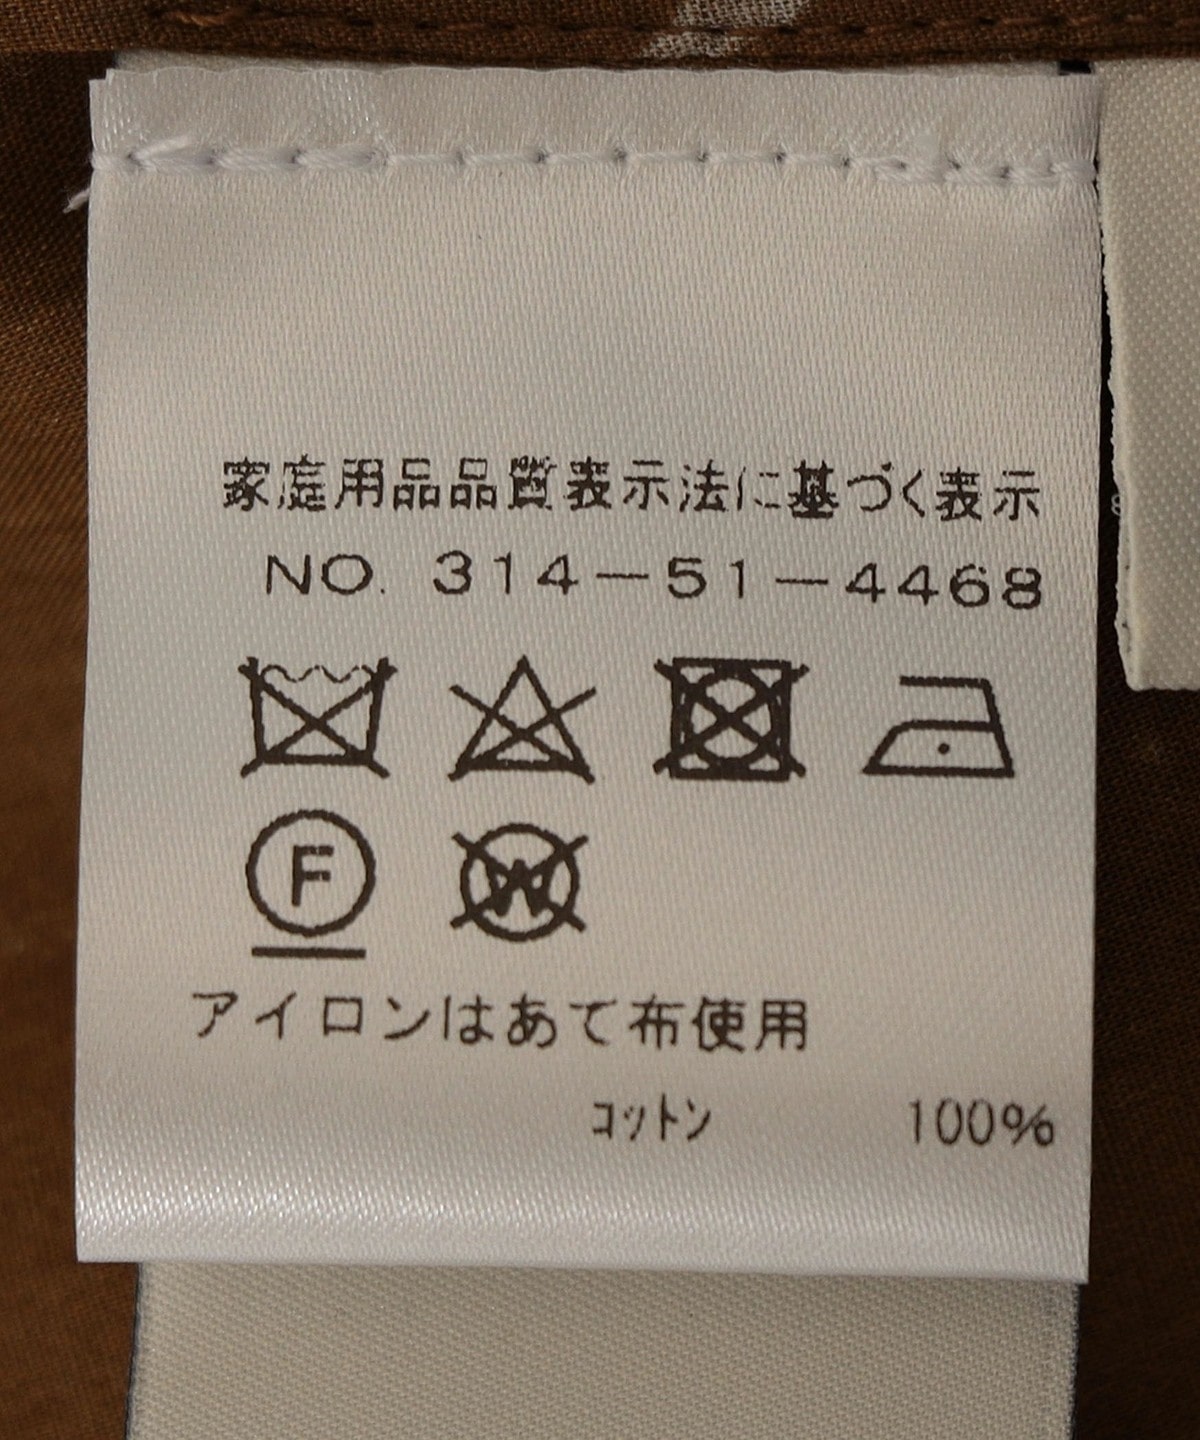 家庭用品品質表示法に基づく表示
NO. 314－51－4468
F
W
アイロンはあて布使用
コットン 100%